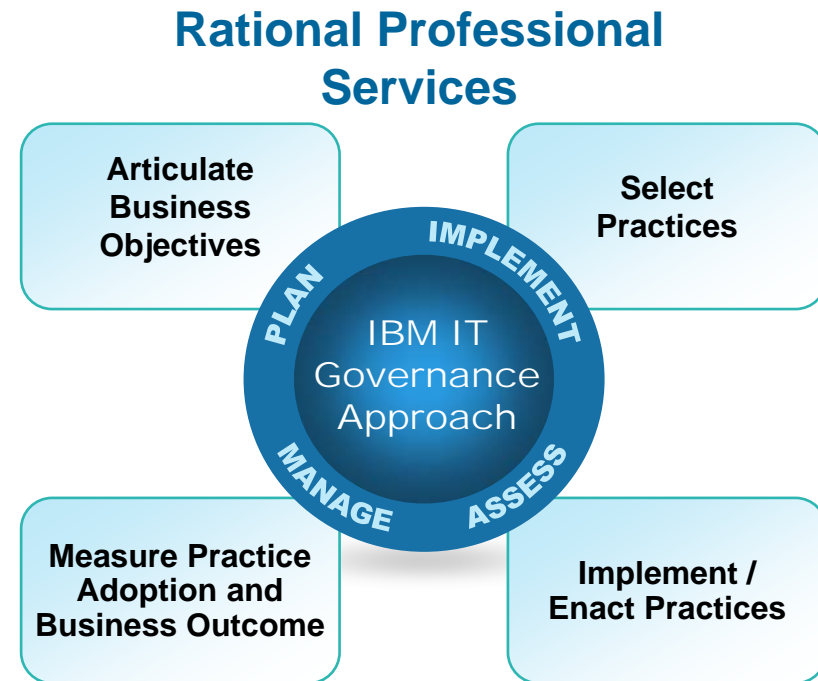 Rational Professional
Services
Articulate
Business
Objectives
Select
Practices
PLAN
IMPLEMENT
IBM IT
Governance
Approach
MANAGE
ASSESS
Measure Practice
Adoption and
Business Outcome
Implement /
Enact Practices